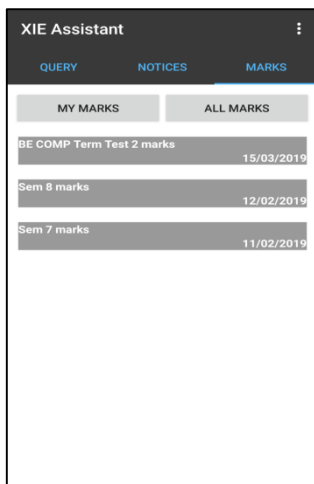 XIE Assistant
QUERY NOTICES MARKS
MY MARKS ALL MARKS
BE COMP Term Test 2 marks
15/03/2019
Sem 8 marks
12/02/2019
Sem 7 marks
11/02/2019